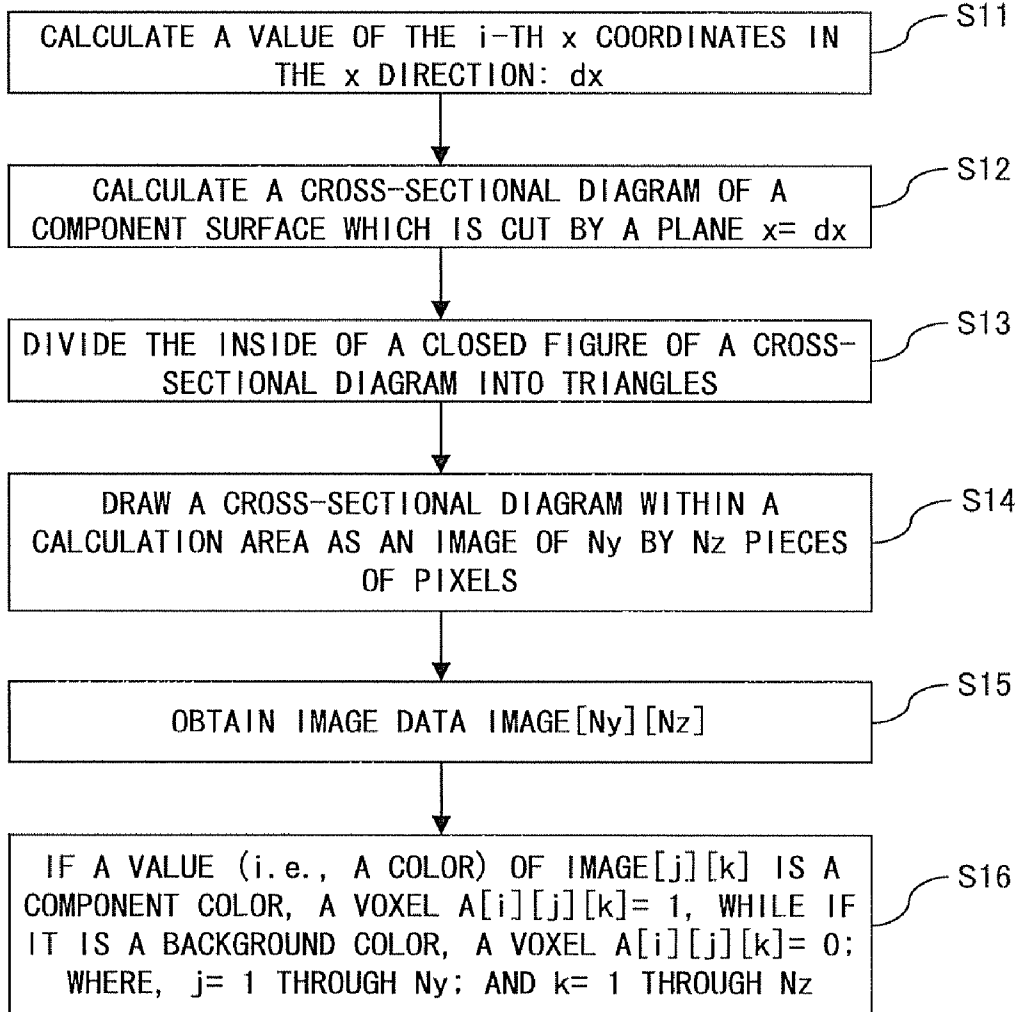 CALCULATE A VALUE OF THE i-TH x COORDINATES IN
THE x DIRECTION: dx
S11
CALCULATE A CROSS-SECTIONAL DIAGRAM OF A
COMPONENT SURFACE WHICH IS CUT BY A PLANE x= dx
S12
DIVIDE THE INSIDE OF A CLOSED FIGURE OF A CROSS-
SECTIONAL DIAGRAM INTO TRIANGLES
S13
DRAW A CROSS-SECTIONAL DIAGRAM WITHIN A
CALCULATION AREA AS AN IMAGE OF Ny BY Nz PIECES
OF PIXELS
S14
OBTAIN IMAGE DATA IMAGE[Ny][Nz]
S15
IF A VALUE (i.e., A COLOR) OF IMAGE[j][k] IS A
COMPONENT COLOR, A VOXEL A[i][j][k]= 1, WHILE IF
IT IS A BACKGROUND COLOR, A VOXEL A[i][j][k]= 0;
WHERE, j= 1 THROUGH Ny; AND k= 1 THROUGH Nz
S16